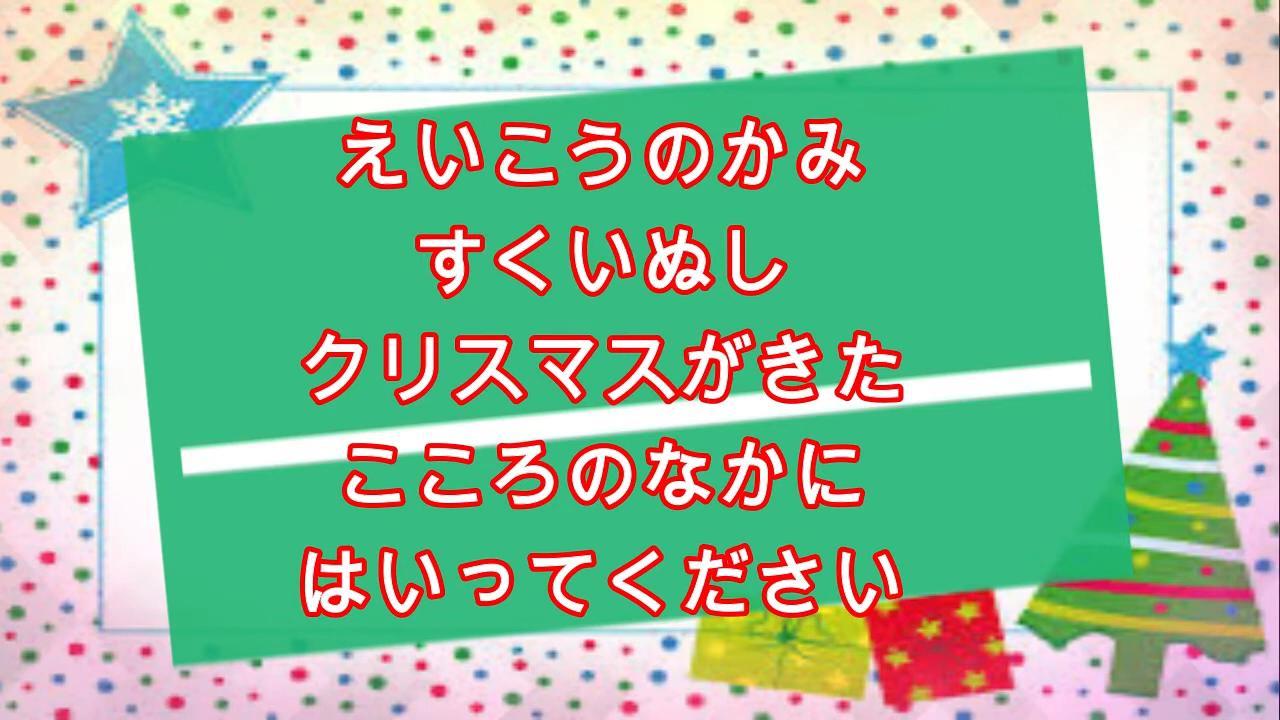 えいこうのかみ
すくいぬし
クリスマスがきた
こころのなかに
はいってください